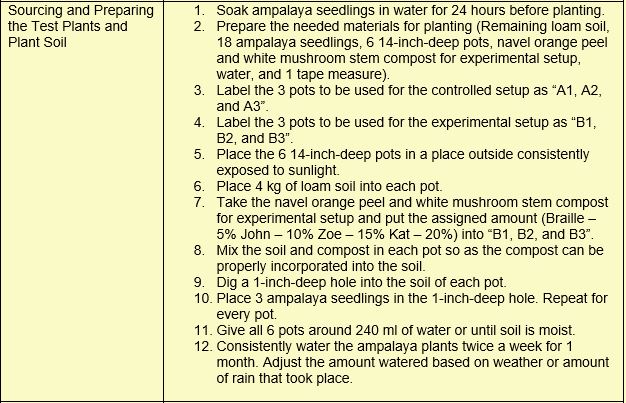 Sourcing and Preparing
the Test Plants and
Plant Soil
1. Soak ampalaya seedlings in water for 24 hours before planting.
2. Prepare the needed materials for planting (Remaining loam soil,
18 ampalaya seedlings, 6 14-inch-deep pots, navel orange peel
and white mushroom stem compost for experimental setup,
water, and 1 tape measure).
3. Label the 3 pots to be used for the controlled setup as “A1, A2,
and A3”.
4. Label the 3 pots to be used for the experimental setup as “B1,
B2, and B3”.
5. Place the 6 14-inch-deep pots in a place outside consistently
exposed to sunlight.
6. Place 4 kg of loam soil into each pot.
7. Take the navel orange peel and white mushroom stem compost
for experimental setup and put the assigned amount (Braille –
5% John – 10% Zoe – 15% Kat – 20%) into “B1, B2, and B3”.
8. Mix the soil and compost in each pot so as the compost can be
properly incorporated into the soil.
9. Dig a 1-inch-deep hole into the soil of each pot.
10. Place 3 ampalaya seedlings in the 1-inch-deep hole. Repeat for
every pot.
11. Give all 6 pots around 240 ml of water or until soil is moist.
12. Consistently water the ampalaya plants twice a week for 1
month. Adjust the amount watered based on weather or amount
of rain that took place.